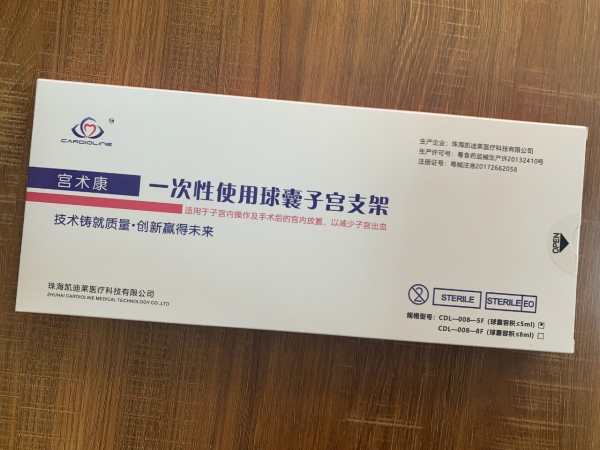 CARDIOLINE
生产企业：珠海凯迪莱医疗科技有限公司
生产许可号：粤食药监械生产许20132410号
注册证号：粤械注准20172662058
宫术康
一次性使用球囊子宫支架
适用于子宫内操作及手术后的宫内放置，以减少子宫出血
技术铸就质量·创新赢得未来
OPEN
珠海凯迪莱医疗科技有限公司
ZHUHAI CARDIOLINE MEDICAL TECHNOLOGY CO.,LTD
STERILE
STERILE EO
规格型号：CDL—008—5F（球囊容积≤5ml）
CDL—008—8F（球囊容积≤8ml）